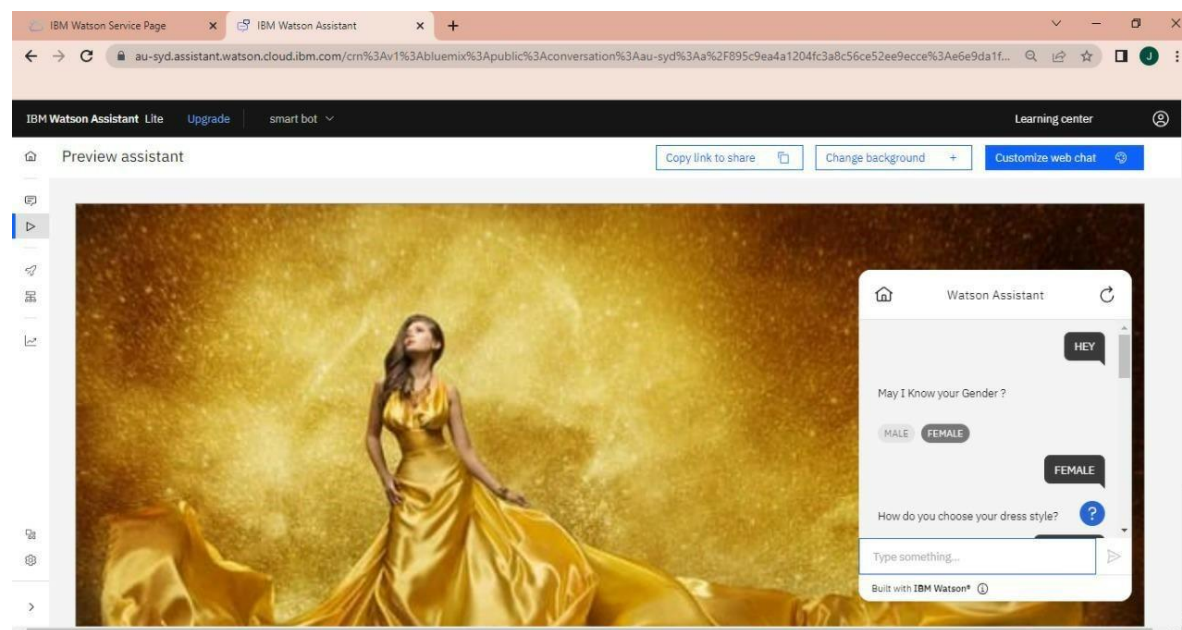 IBM Watson Service Page
IBM Watson Assistant
au-syd.assistant.watson.cloud.ibm.com/crn%3Av1%3Abluemix%3Apublic%3Aconversation%3Aau-syd%3Aa%2F895c9ea4a1204fc3a8c56ce52ee9ecce%3Ae6e9da1f...
J
IBM Watson Assistant Lite Upgrade smart bot Learning center
Preview assistant Copy link to share Change background + Customize web chat
Watson Assistant
HEY
May I Know your Gender ?
MALE FEMALE
FEMALE
How do you choose your dress style? ?
Type something...
Built with IBM Watson®